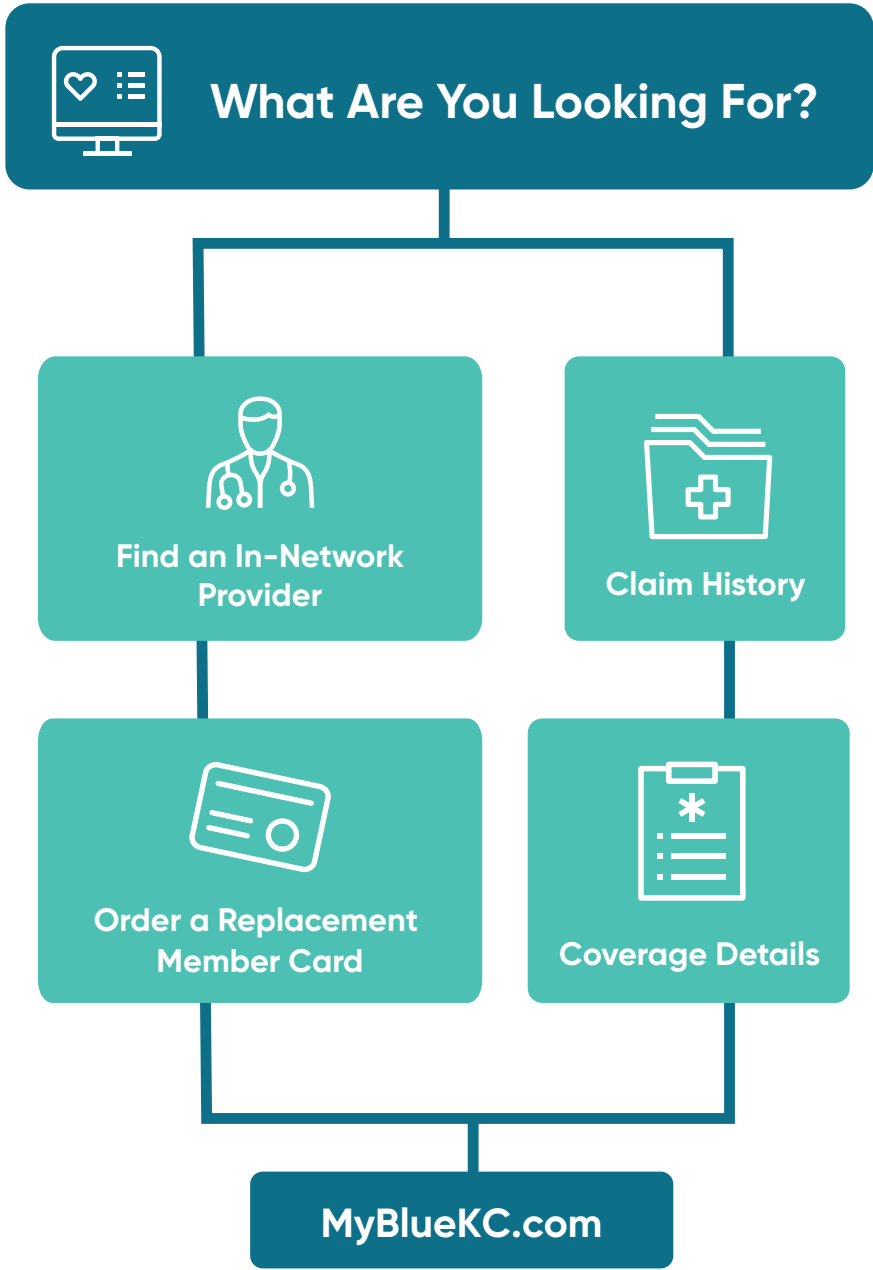 What Are You Looking For?
Find an In-Network
Provider
Claim History
Order a Replacement
Member Card
Coverage Details
MyBlueKC.com